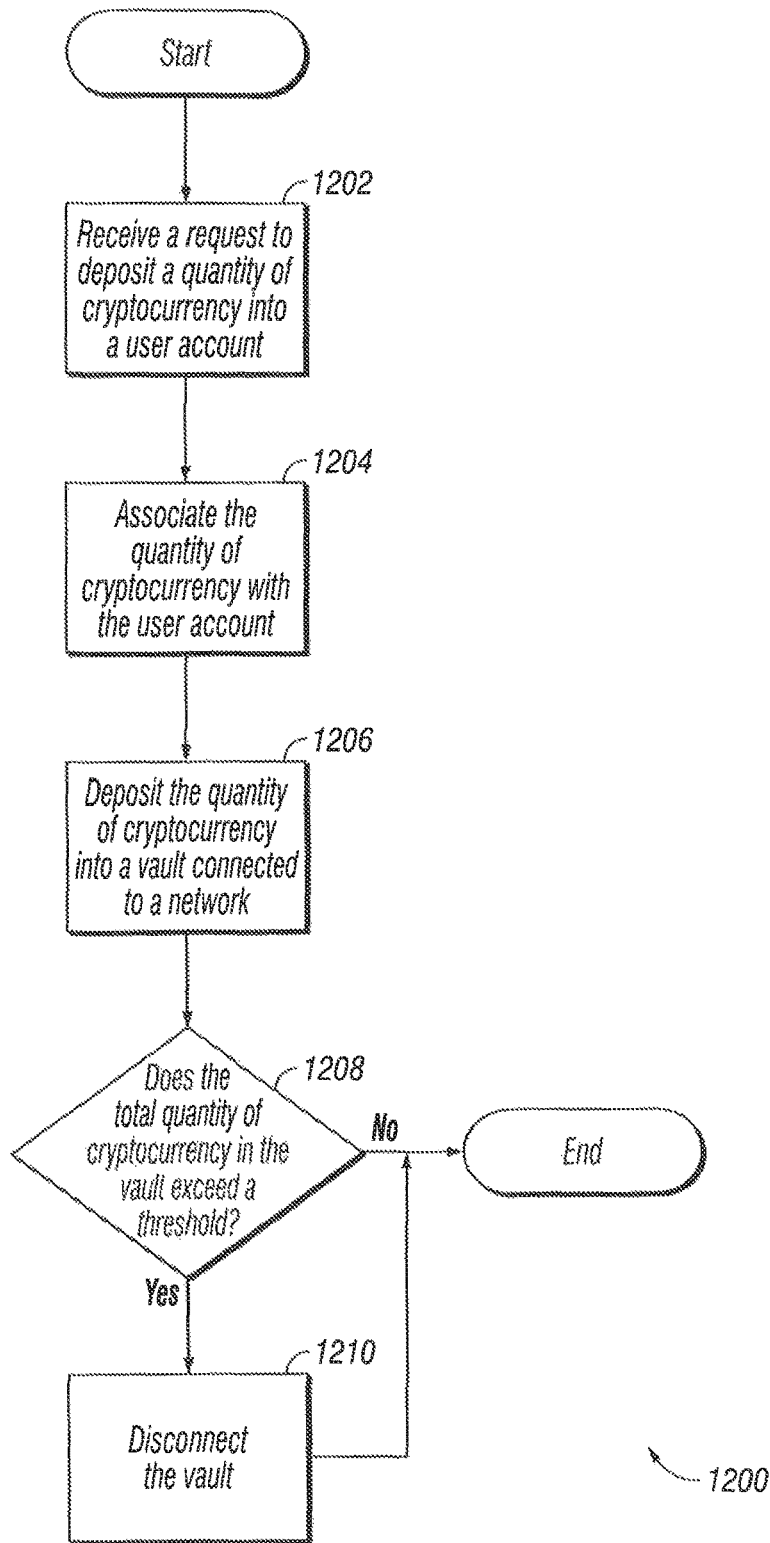 Start
1202
Receive a request to
deposit a quantity of
cryptocurrency into
a user account
1204
Associate the
quantity of
cryptocurrency with
the user account
1206
Deposit the quantity
of cryptocurrency
into a vault connected
to a network
1208
Does the
total quantity of
cryptocurrency in the
vault exceed a
threshold?
No
End
Yes
1210
Disconnect
the vault
1200